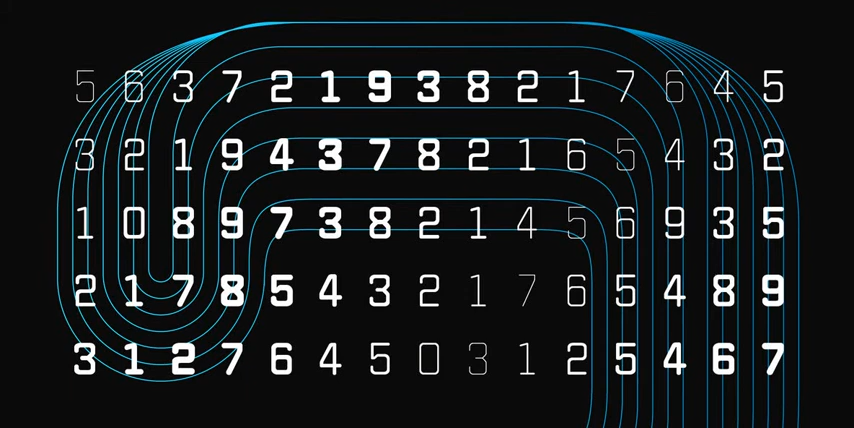 5 6 3 7 2 1 9 3 8 2 1 7 6 4 5
3 2 1 9 4 3 7 8 2 1 6 5 4 3 2
1 0 8 9 7 3 8 2 1 4 5 6 9 3 5
2 1 7 8 5 4 3 2 1 7 6 5 4 8 9
3 1 2 7 6 4 5 0 3 1 2 5 4 6 7